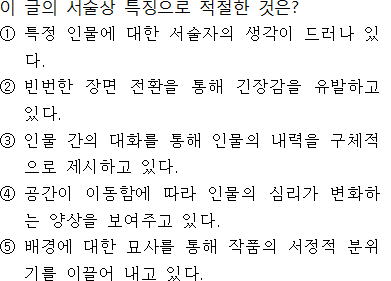 이 글의 서술상 특징으로 적절한 것은?
① 특정 인물에 대한 서술자의 생각이 드러나 있
다.
② 빈번한 장면 전환을 통해 긴장감을 유발하고
있다.
③ 인물 간의 대화를 통해 인물의 내력을 구체적
으로 제시하고 있다.
④ 공간이 이동함에 따라 인물의 심리가 변화하
는 양상을 보여주고 있다.
⑤ 배경에 대한 묘사를 통해 작품의 서정적 분위
기를 이끌어 내고 있다.